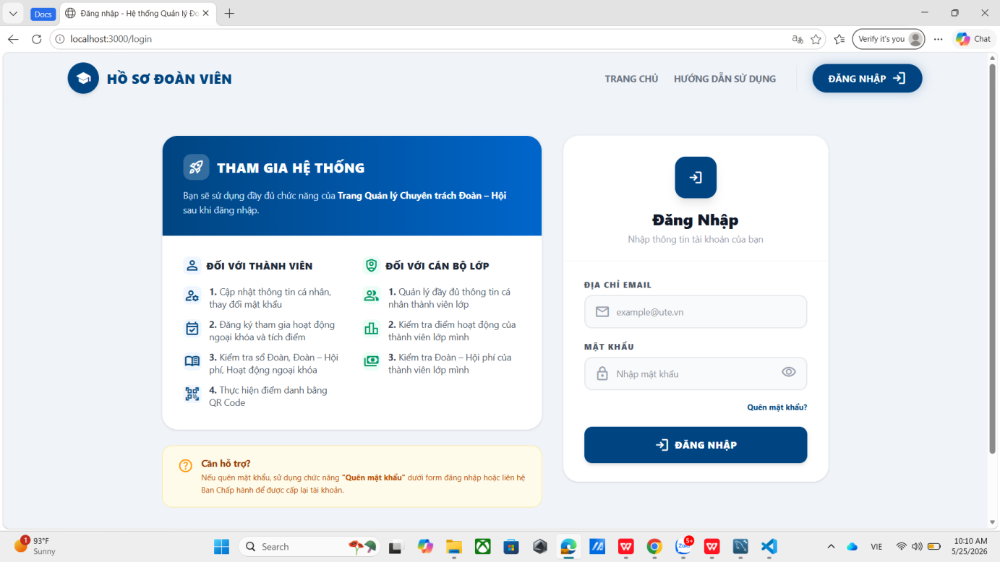 Docs
Đăng nhập - Hệ thống Quản lý Đo
localhost:3000/login
Verify it's you
Chat
HỒ SƠ ĐOÀN VIÊN
TRANG CHỦ
HƯỚNG DẪN SỬ DỤNG
ĐĂNG NHẬP
THAM GIA HỆ THỐNG
Bạn sẽ sử dụng đầy đủ chức năng của Trang Quản lý Chuyên trách Đoàn – Hội
sau khi đăng nhập.
ĐỐI VỚI THÀNH VIÊN
1. Cập nhật thông tin cá nhân,
thay đổi mật khẩu
2. Đăng ký tham gia hoạt động
ngoại khóa và tích điểm
3. Kiểm tra sổ Đoàn, Đoàn – Hội
phí, Hoạt động ngoại khóa
4. Thực hiện điểm danh bằng
QR Code
ĐỐI VỚI CÁN BỘ LỚP
1. Quản lý đầy đủ thông tin cá
nhân thành viên lớp
2. Kiểm tra điểm hoạt động của
thành viên lớp mình
3. Kiểm tra Đoàn – Hội phí của
thành viên lớp mình
Cần hỗ trợ?
Nếu quên mật khẩu, sử dụng chức năng "Quên mật khẩu" dưới form đăng nhập hoặc liên hệ
Ban Chấp hành để được cấp lại tài khoản.
Đăng Nhập
Nhập thông tin tài khoản của bạn
ĐỊA CHỈ EMAIL
example@ute.vn
MẬT KHẨU
Nhập mật khẩu
Quên mật khẩu?
ĐĂNG NHẬP
1
93°F
Sunny
Search
Zalo
5+
VIE
10:10 AM
5/25/2026